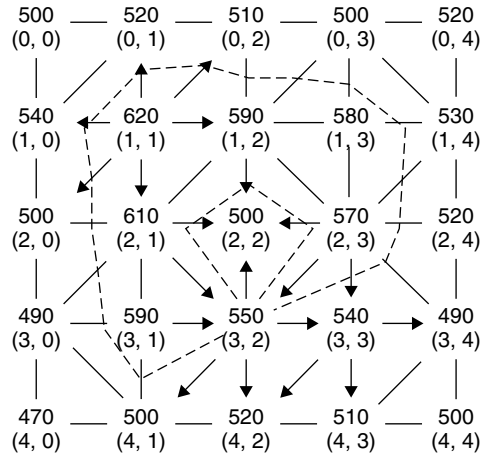 500 520 510 500 520
(0, 0) (0, 1) (0, 2) (0, 3) (0, 4)
540 620 590 580 530
(1, 0) (1, 1) (1, 2) (1, 3) (1, 4)
500 610 500 570 520
(2, 0) (2, 1) (2, 2) (2, 3) (2, 4)
490 590 550 540 490
(3, 0) (3, 1) (3, 2) (3, 3) (3, 4)
470 500 520 510 500
(4, 0) (4, 1) (4, 2) (4, 3) (4, 4)